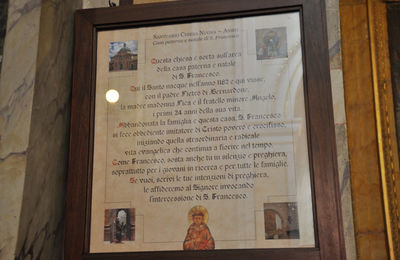 Santuario Chiesa Nuova ~ Assisi
Casa paterna e natale di S. Francesco
Questa chiesa è sorta sull'area
della casa paterna e natale
di S. Francesco.
Qui il Santo nacque nell'anno 1182 e qui visse,
con il padre Pietro di Bernardone,
la madre madonna Pica e il fratello minore Angelo,
i primi 24 anni della sua vita.
Abbandonata la famiglia e questa casa, S. Francesco
si fece obbediente imitatore di Cristo povero e crocifisso,
iniziando quella straordinaria e radicale
vita evangelica che continua a fiorire nel tempo.
Come Francesco, sosta anche tu in silenzio e preghiera,
soprattutto per i giovani in ricerca e per tutte le famiglie.
Se vuoi, scrivi le tue intenzioni di preghiera,
le affideremo al Signore invocando
l'intercessione di S. Francesco.